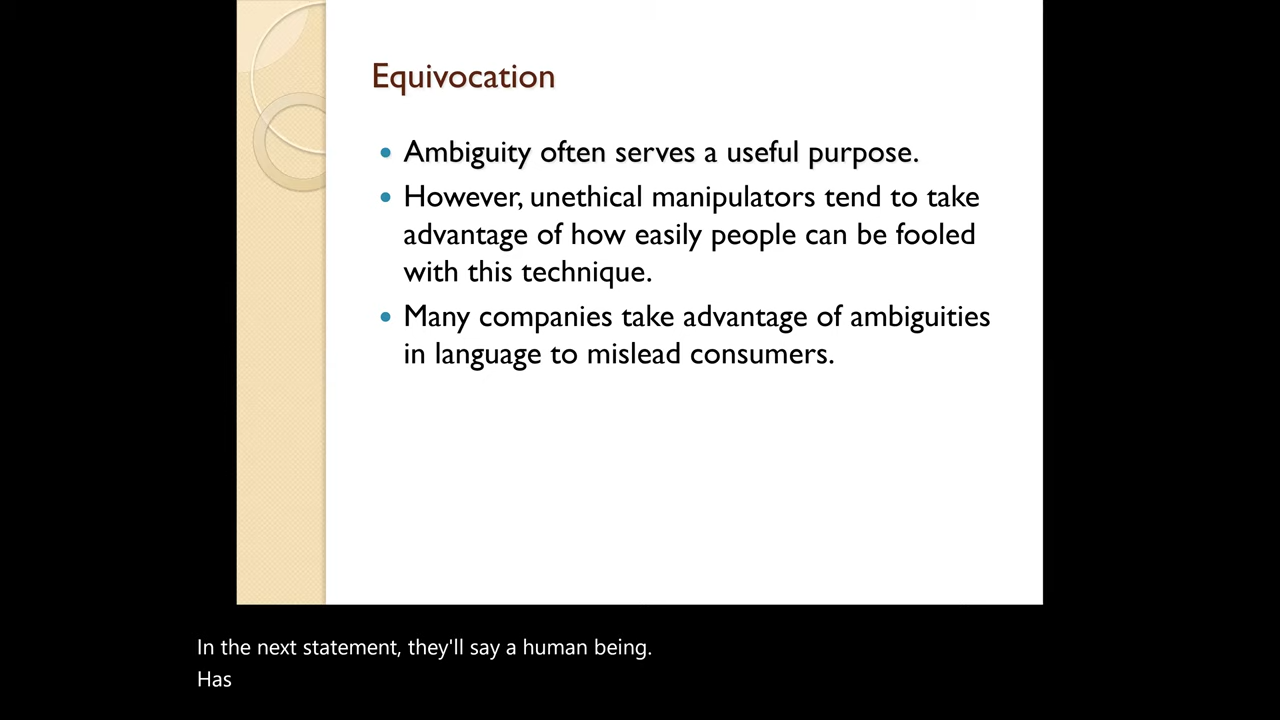 Equivocation
• Ambiguity often serves a useful purpose.
• However, unethical manipulators tend to take
advantage of how easily people can be fooled
with this technique.
• Many companies take advantage of ambiguities
in language to mislead consumers.
In the next statement, they'll say a human being.
Has